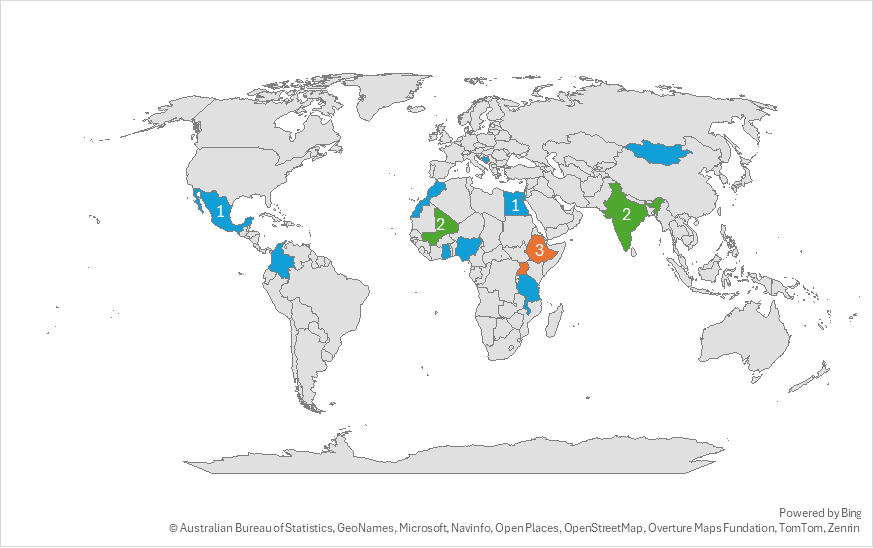 1
2
1
2
3
Powered by Bing
© Australian Bureau of Statistics, GeoNames, Microsoft, Navinfo, Open Places, OpenStreetMap, Overture Maps Fundation, TomTom, Zenrin